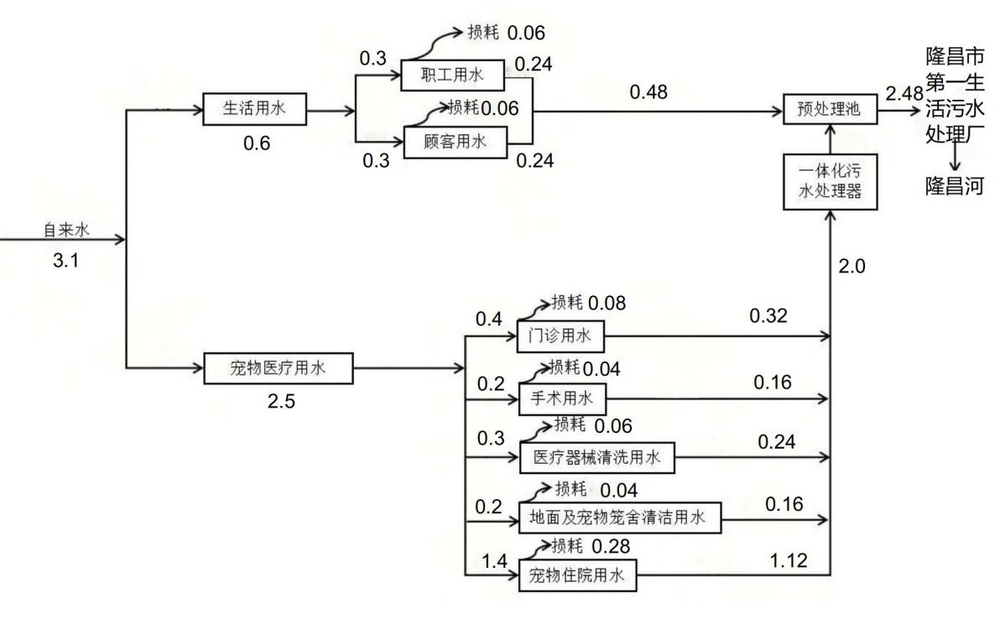 损耗 0.06
0.3
职工用水
0.24
生活用水
0.6
损耗0.06
顾客用水
0.3
0.24
0.48
预处理池
2.48
隆昌市
第一生
活污水
处理厂
隆昌河
一体化污
水处理器
自来水
3.1
2.0
宠物医疗用水
2.5
损耗 0.08
0.4
门诊用水
0.32
损耗 0.04
0.2
手术用水
0.16
损耗 0.06
0.3
医疗器械清洗用水
0.24
损耗 0.04
0.2
地面及宠物笼舍清洁用水
0.16
损耗 0.28
1.4
宠物住院用水
1.12